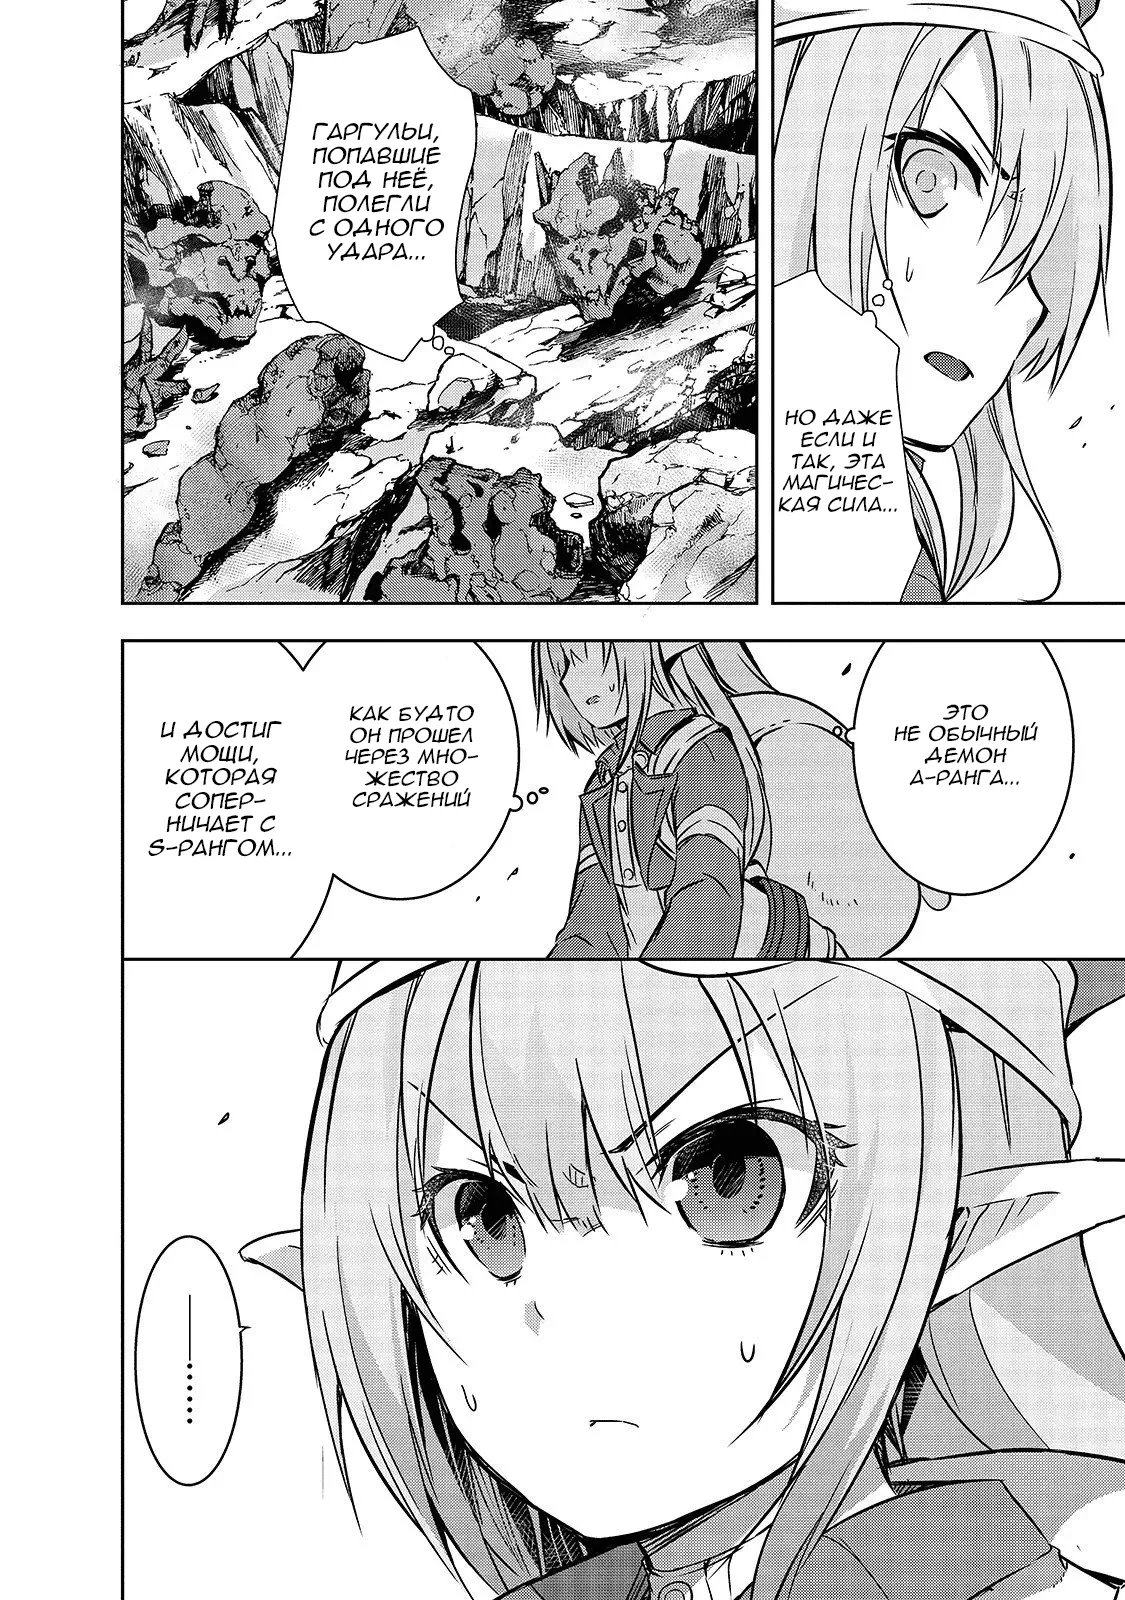 НО ДАЖЕ
ЕСЛИ И
ТАК, ЭТА
МАГИЧЕС-
КАЯ СИЛА...
ГАРГУЛЬИ,
ПОПАВШИЕ
ПОД НЕЁ,
ПОЛЕГЛИ
С ОДНОГО
УДАРА...
ЭТО
НЕ ОБЫЧНЫЙ
ДЕМОН
А-РАНГА...
КАК БУДТО
ОН ПРОШЕЛ
ЧЕРЕЗ МНО-
ЖЕСТВО
СРАЖЕНИЙ
И ДОСТИГ
МОЩИ,
КОТОРАЯ
СОПЕР-
НИЧАЕТ С
S-РАНГОМ...
—.......